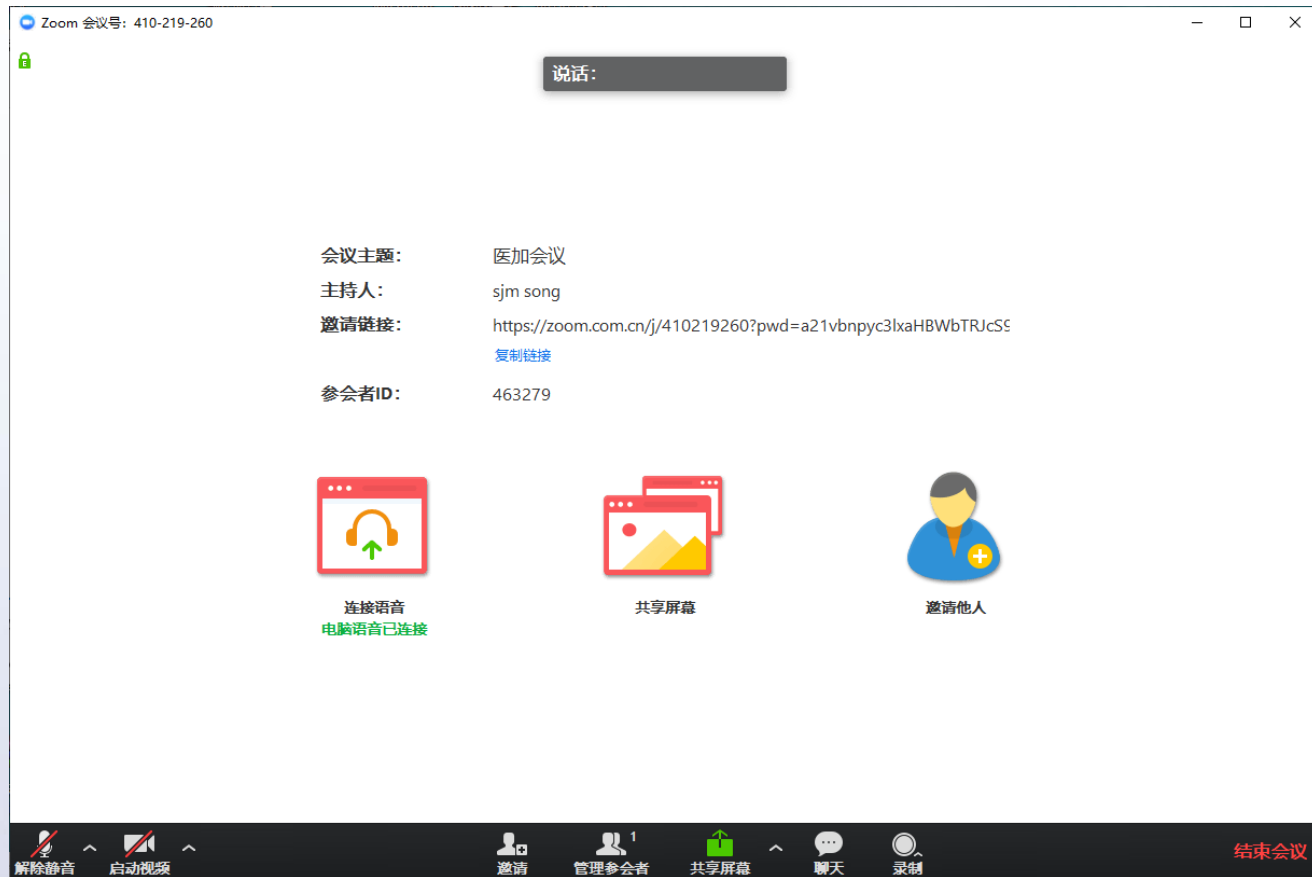 Zoom 会议号：410-219-260
说话：
会议主题： 医加会议
主持人： sjm song
邀请链接： https://zoom.com.cn/j/410219260?pwd=a21vbnpyc3lxaHBWbTRJcS9
复制链接
参会者ID： 463279
连接语音 共享屏幕 邀请他人
电脑语音已连接
解除静音 启动视频 邀请 管理参会者 1 共享屏幕 聊天 录制 结束会议